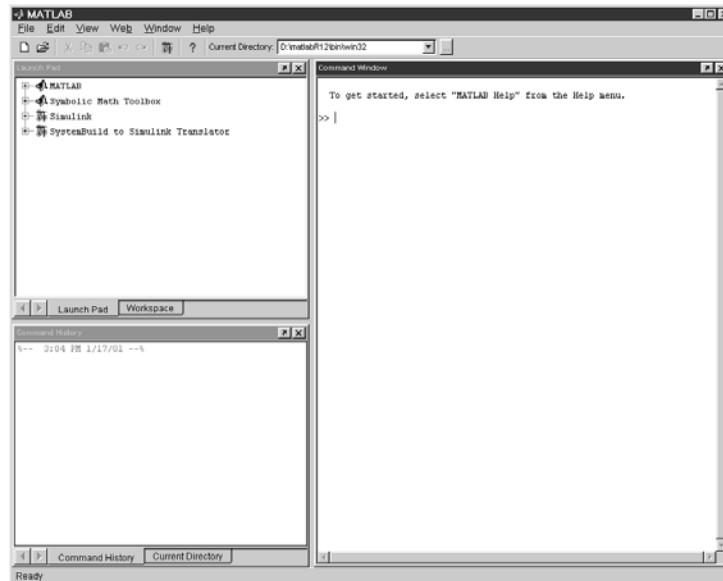 MATLAB
File Edit View Web Window Help
? Current Directory: D:\matlabR12\bin\win32 ...
Launch Pad
MATLAB
Symbolic Math Toolbox
Simulink
SystemBuild to Simulink Translator
Launch Pad Workspace
Command History
%-- 3:04 PM 1/17/01 --%
Command History Current Directory
Command Window
To get started, select "MATLAB Help" from the Help menu.
>>
Ready